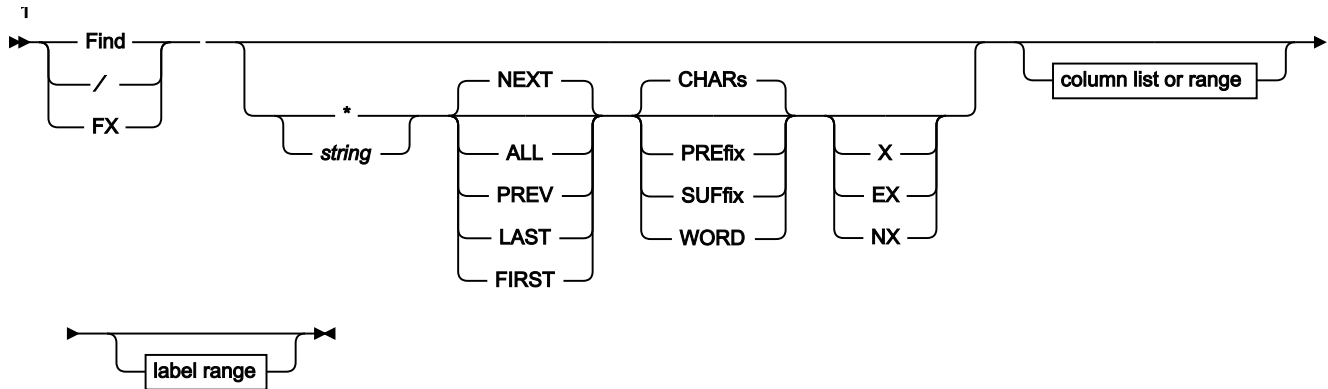 1
Find
/
FX
*
string
NEXT
ALL
PREV
LAST
FIRST
CHARs
PREfix
SUFfix
WORD
X
EX
NX
column list or range
label range